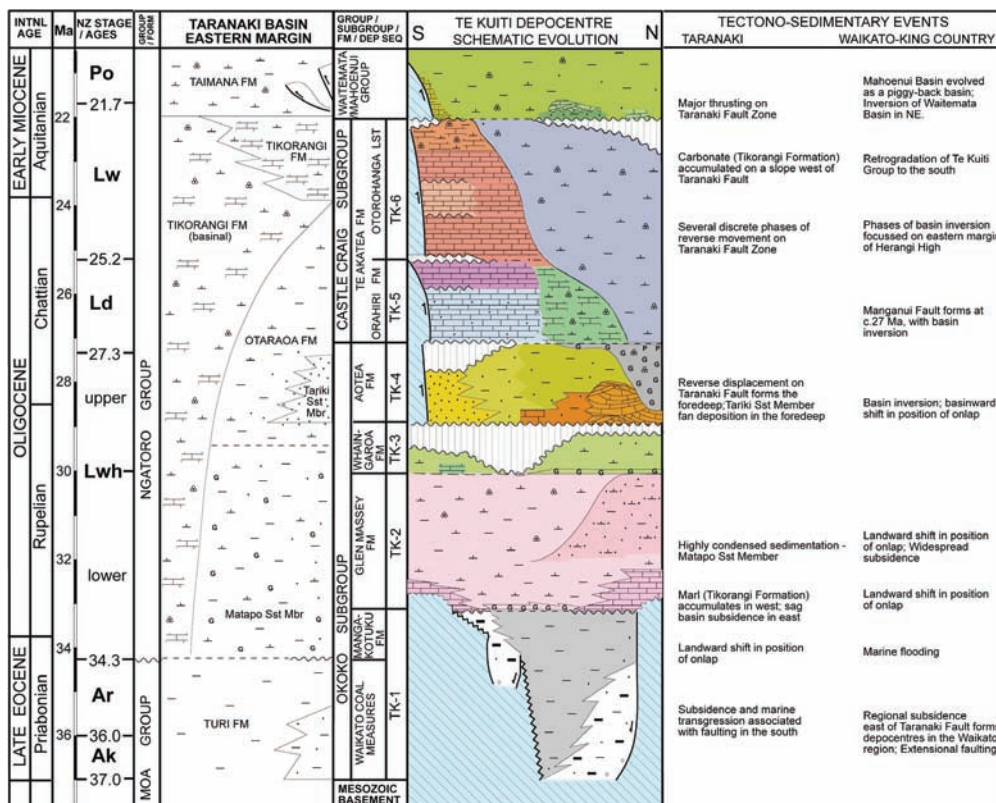 INTNL
AGE
Ma
NZ STAGE
/ AGES
GROUP
/ FORM
TARANAKI BASIN
EASTERN MARGIN
GROUP /
SUBGROUP
/ FM / DEP SEQ
TE KUITI DEPOCENTRE
S SCHEMATIC EVOLUTION N
TECTONO-SEDIMENTARY EVENTS
TARANAKI
WAIKATO-KING COUNTRY
EARLY MIOCENE
OLIGOCENE
LATE EOCENE
Aquitanian
Chattian
Rupelian
Priabonian
22
24
26
28
30
32
34
36
Po
21.7
Lw
25.2
Ld
27.3
upper
Lwh
lower
34.3
Ar
36.0
Ak
37.0
NGATORO GROUP
MOA GROUP
TAIMANA FM
TIKORANGI
FM
TIKORANGI FM
(basinal)
OTARAOA FM
Tariki
Sst
Mbr
Matapo Sst Mbr
TURI FM
WAITEMATA
/MAHOENUI
GROUP
CASTLE CRAIG SUBGROUP
TE AKATEA FM
OTOROHANGA LST
TK-6
ORAHIRI FM
TK-5
AOTEA
FM
TK-4
WHAIN-
GAROA
FM
TK-3
OKOKO SUBGROUP
GLEN MASSEY
FM
TK-2
MANGA-
KOTUKU
FM
WAIKATO COAL
MEASURES
TK-1
MESOZOIC
BASEMENT
G G P P
G G G
G G
G
G
G
G
G G G G
G G G G G G
Major thrusting on
Taranaki Fault Zone
Mahoenui Basin evolved
as a piggy-back basin;
Inversion of Waitemata
Basin in NE.
Carbonate (Tikorangi Formation)
accumulated on a slope west of
Taranaki Fault
Retrogradation of Te Kuiti
Group to the south
Several discrete phases of
reverse movement on
Taranaki Fault Zone
Phases of basin inversion
focussed on eastern margin
of Herangi High
Manganui Fault forms at
c.27 Ma, with basin
inversion
Reverse displacement on
Taranaki Fault forms the
foredeep;Tariki Sst Member
fan deposition in the foredeep
Basin inversion; basinward
shift in position of onlap
Highly condensed sedimentation -
Matapo Sst Member
Landward shift in position
of onlap; Widespread
subsidence
Marl (Tikorangi Formation)
accumulates in west; sag
basin subsidence in east
Landward shift in position
of onlap
Landward shift in position
of onlap
Marine flooding
Subsidence and marine
transgression associated
with faulting in the south
Regional subsidence
east of Taranaki Fault forms
depocentres in the Waikato
region; Extensional faulting